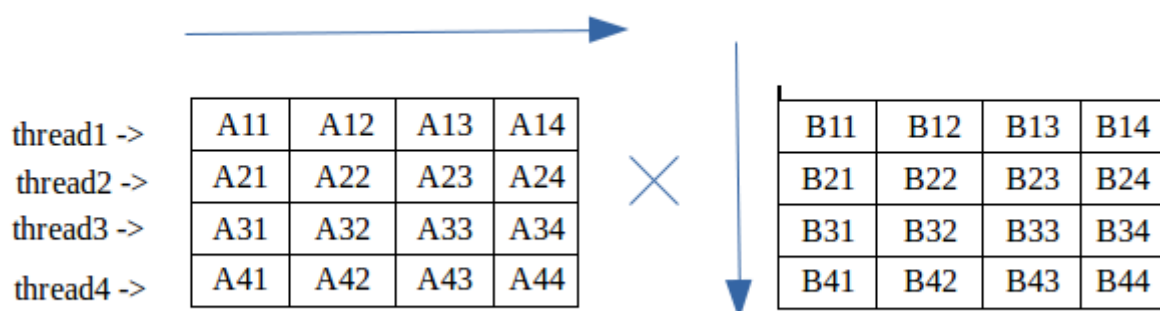 thread1 -> A11 A12 A13 A14 B11 B12 B13 B14
thread2 -> A21 A22 A23 A24 B21 B22 B23 B24
thread3 -> A31 A32 A33 A34 B31 B32 B33 B34
thread4 -> A41 A42 A43 A44 B41 B42 B43 B44